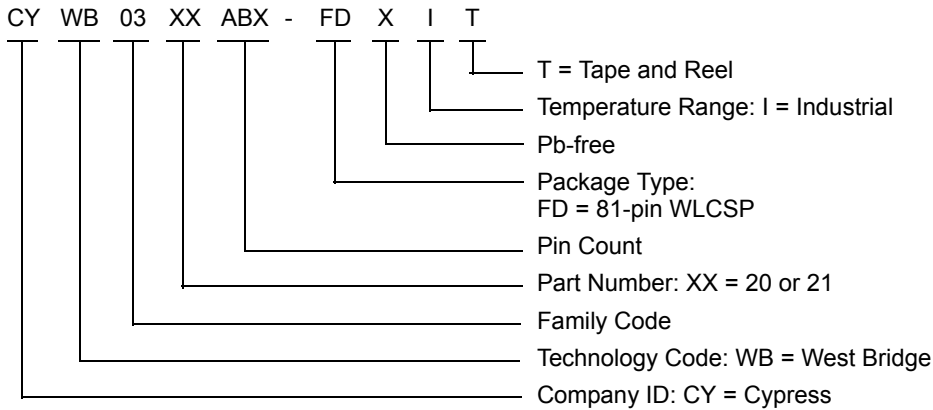 CY WB 03 XX ABX - FD X I T
T = Tape and Reel
Temperature Range: I = Industrial
Pb-free
Package Type:
FD = 81-pin WLCSP
Pin Count
Part Number: XX = 20 or 21
Family Code
Technology Code: WB = West Bridge
Company ID: CY = Cypress